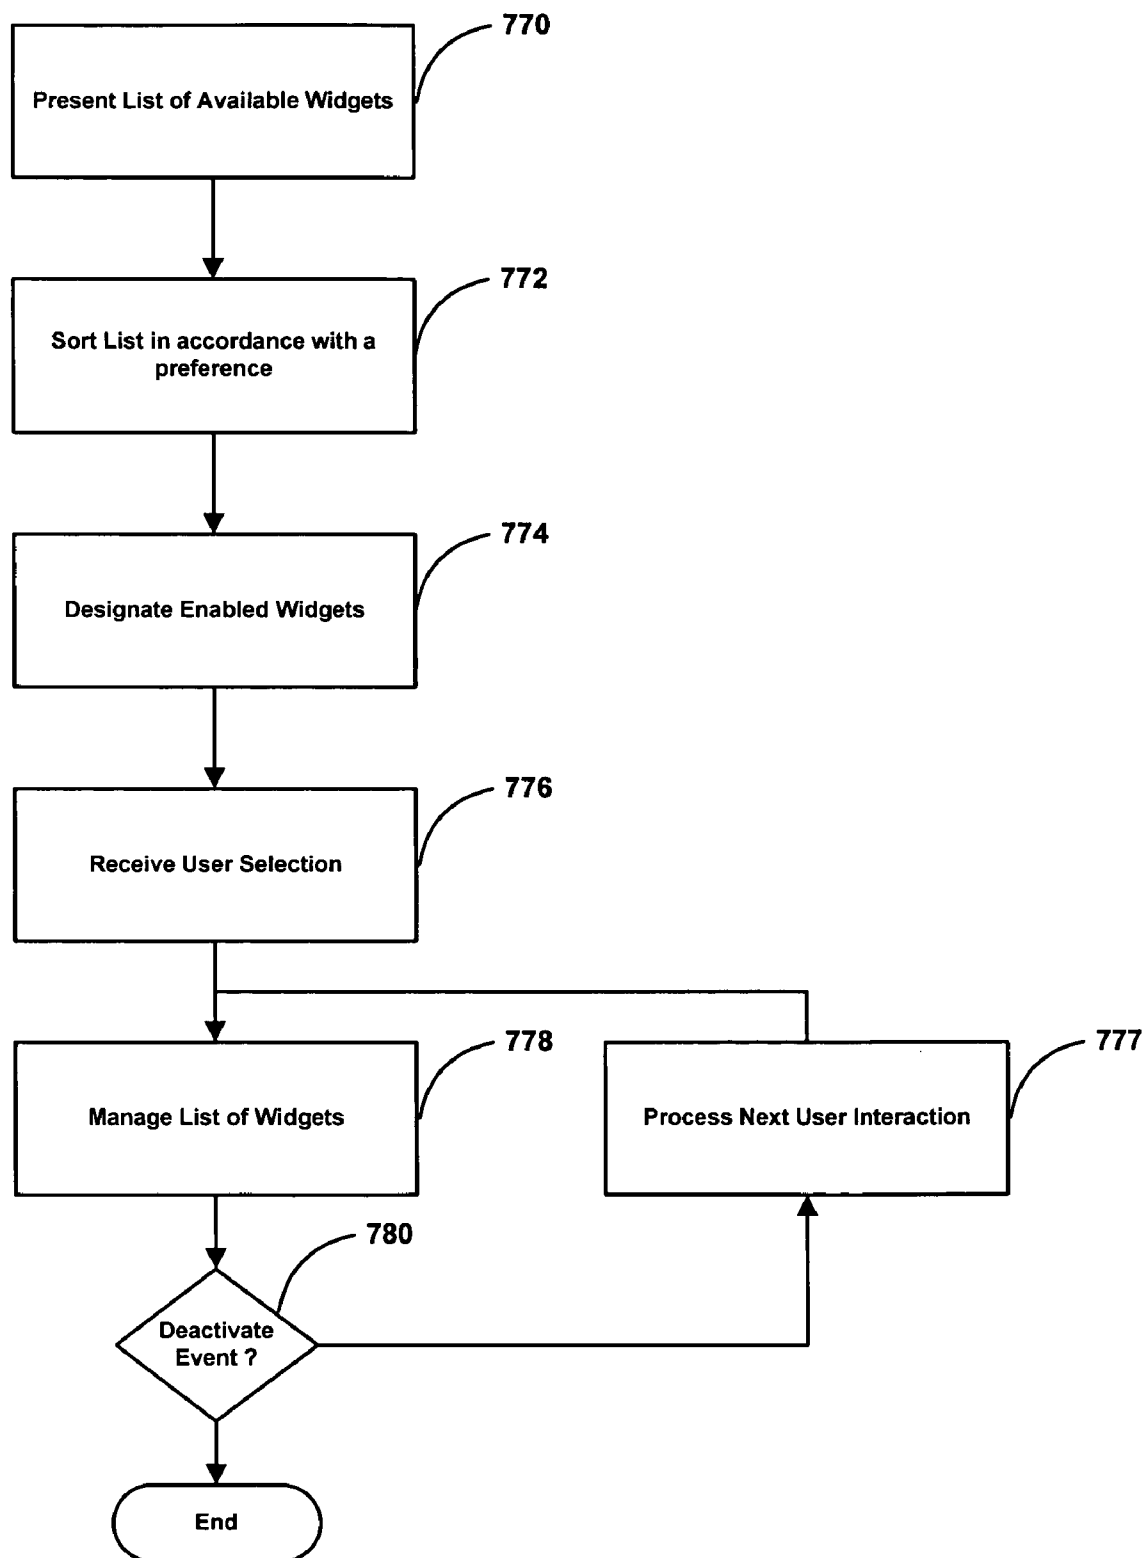 770
Present List of Available Widgets
772
Sort List in accordance with a
preference
774
Designate Enabled Widgets
776
Receive User Selection
778
777
Manage List of Widgets
Process Next User Interaction
780
Deactivate
Event ?
End